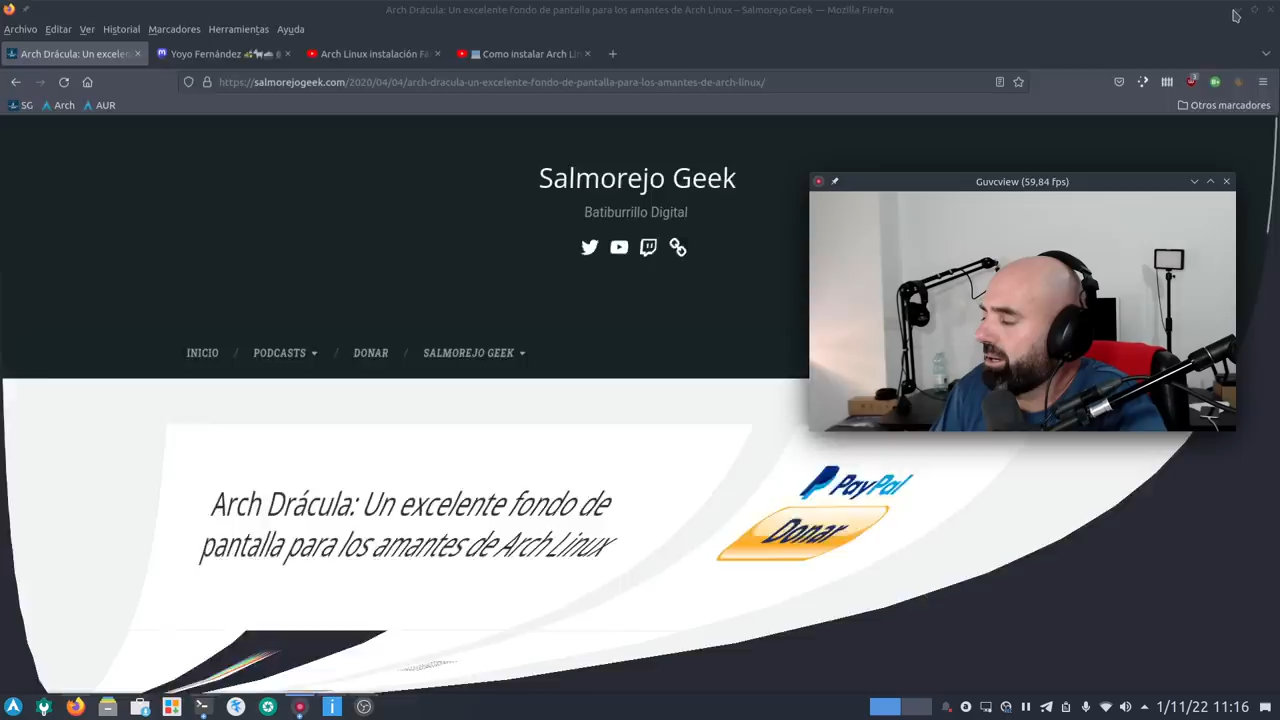 Arch Drácula: Un excelente fondo de pantalla para los amantes de Arch Linux – Salmorejo Geek — Mozilla Firefox
Archivo Editar Ver Historial Marcadores Herramientas Ayuda
Arch Drácula: Un excelen
Yoyo Fernández
Arch Linux instalación Fá
Como instalar Arch Lin
https://salmorejogeek.com/2020/04/04/arch-dracula-un-excelente-fondo-de-pantalla-para-los-amantes-de-arch-linux/
SG Arch AUR
Otros marcadores
Salmorejo Geek
Batiburrillo Digital
Guvcview (59,84 fps)
INICIO / PODCASTS / DONAR / SALMOREJO GEEK
Arch Drácula: Un excelente fondo de
pantalla para los amantes de Arch Linux
PayPal
Donar
1/11/22 11:16